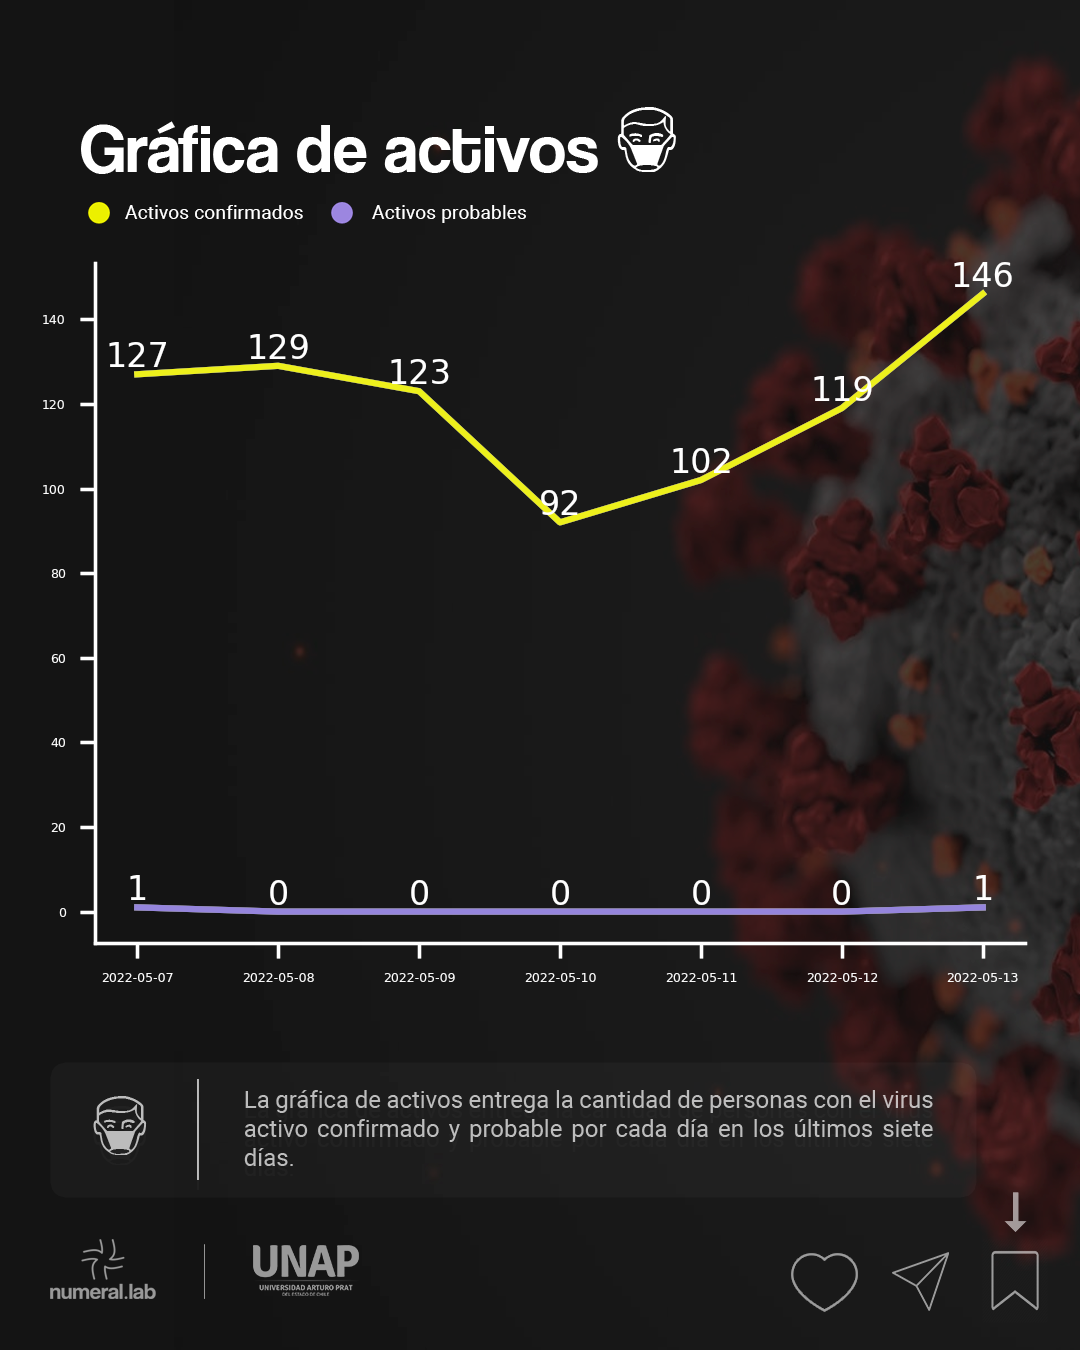 Gráfica de activos
Activos confirmados Activos probables
146
140
127 129 123
120
119
102
100
92
80
60
40
20
1 0 0 0 0 0 1
0
2022-05-07 2022-05-08 2022-05-09 2022-05-10 2022-05-11 2022-05-12 2022-05-13
La gráfica de activos entrega la cantidad de personas con el virus
activo confirmado y probable por cada día en los últimos siete
días.
numeral.lab
UNAP
UNIVERSIDAD ARTURO PRAT
DEL ESTADO DE CHILE